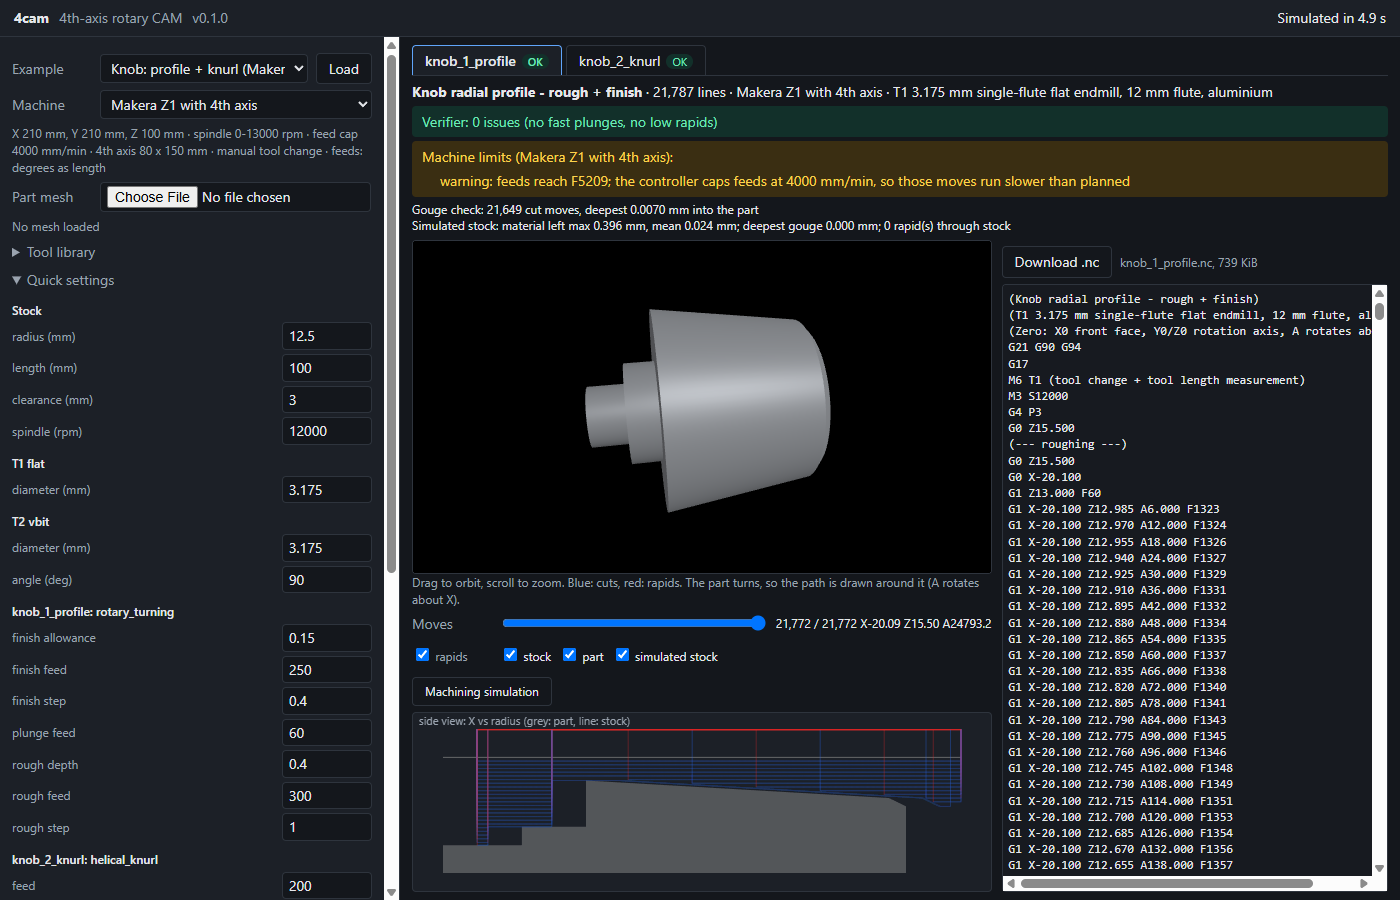 4cam 4th-axis rotary CAM v0.1.0
Simulated in 4.9 s
Example Knob: profile + knurl (Maker Load
Machine Makera Z1 with 4th axis
X 210 mm, Y 210 mm, Z 100 mm · spindle 0-13000 rpm · feed cap
4000 mm/min · 4th axis 80 x 150 mm · manual tool change · feeds:
degrees as length
Part mesh Choose File No file chosen
No mesh loaded
▶ Tool library
▼ Quick settings
Stock
radius (mm) 12.5
length (mm) 100
clearance (mm) 3
spindle (rpm) 12000
T1 flat
diameter (mm) 3.175
T2 vbit
diameter (mm) 3.175
angle (deg) 90
knob_1_profile: rotary_turning
finish allowance 0.15
finish feed 250
finish step 0.4
plunge feed 60
rough depth 0.4
rough feed 300
rough step 1
knob_2_knurl: helical_knurl
feed 200
knob_1_profile OK knob_2_knurl OK
Knob radial profile - rough + finish · 21,787 lines · Makera Z1 with 4th axis · T1 3.175 mm single-flute flat endmill, 12 mm flute, aluminium
Verifier: 0 issues (no fast plunges, no low rapids)
Machine limits (Makera Z1 with 4th axis):
warning: feeds reach F5209; the controller caps feeds at 4000 mm/min, so those moves run slower than planned
Gouge check: 21,649 cut moves, deepest 0.0070 mm into the part
Simulated stock: material left max 0.396 mm, mean 0.024 mm; deepest gouge 0.000 mm; 0 rapid(s) through stock
Drag to orbit, scroll to zoom. Blue: cuts, red: rapids. The part turns, so the path is drawn around it (A rotates
about X).
Moves 21,772 / 21,772 X-20.09 Z15.50 A24793.2
rapids stock part simulated stock
Machining simulation
side view: X vs radius (grey: part, line: stock)
Download .nc knob_1_profile.nc, 739 KiB
(Knob radial profile - rough + finish)
(T1 3.175 mm single-flute flat endmill, 12 mm flute, al
(Zero: X0 front face, Y0/Z0 rotation axis, A rotates ab
G21 G90 G94
G17
M6 T1 (tool change + tool length measurement)
M3 S12000
G4 P3
G0 Z15.500
(--- roughing ---)
G0 Z15.500
G0 X-20.100
G1 Z13.000 F60
G1 X-20.100 Z12.985 A6.000 F1323
G1 X-20.100 Z12.970 A12.000 F1324
G1 X-20.100 Z12.955 A18.000 F1326
G1 X-20.100 Z12.940 A24.000 F1327
G1 X-20.100 Z12.925 A30.000 F1329
G1 X-20.100 Z12.910 A36.000 F1331
G1 X-20.100 Z12.895 A42.000 F1332
G1 X-20.100 Z12.880 A48.000 F1334
G1 X-20.100 Z12.865 A54.000 F1335
G1 X-20.100 Z12.850 A60.000 F1337
G1 X-20.100 Z12.835 A66.000 F1338
G1 X-20.100 Z12.820 A72.000 F1340
G1 X-20.100 Z12.805 A78.000 F1341
G1 X-20.100 Z12.790 A84.000 F1343
G1 X-20.100 Z12.775 A90.000 F1345
G1 X-20.100 Z12.760 A96.000 F1346
G1 X-20.100 Z12.745 A102.000 F1348
G1 X-20.100 Z12.730 A108.000 F1349
G1 X-20.100 Z12.715 A114.000 F1351
G1 X-20.100 Z12.700 A120.000 F1353
G1 X-20.100 Z12.685 A126.000 F1354
G1 X-20.100 Z12.670 A132.000 F1356
G1 X-20.100 Z12.655 A138.000 F1357